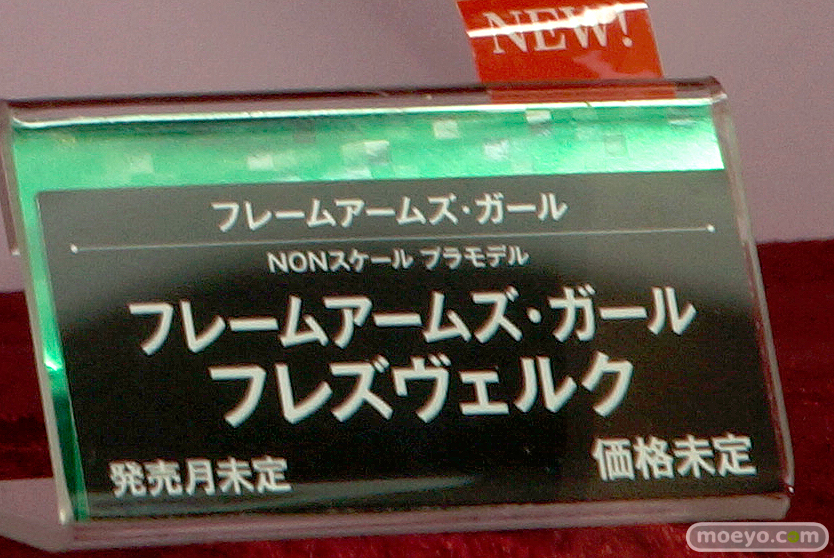 NEW!
フレームアームズ・ガール
NONスケール プラモデル
フレームアームズ・ガール
フレズヴェルク
発売月未定
価格未定
moeyo.com